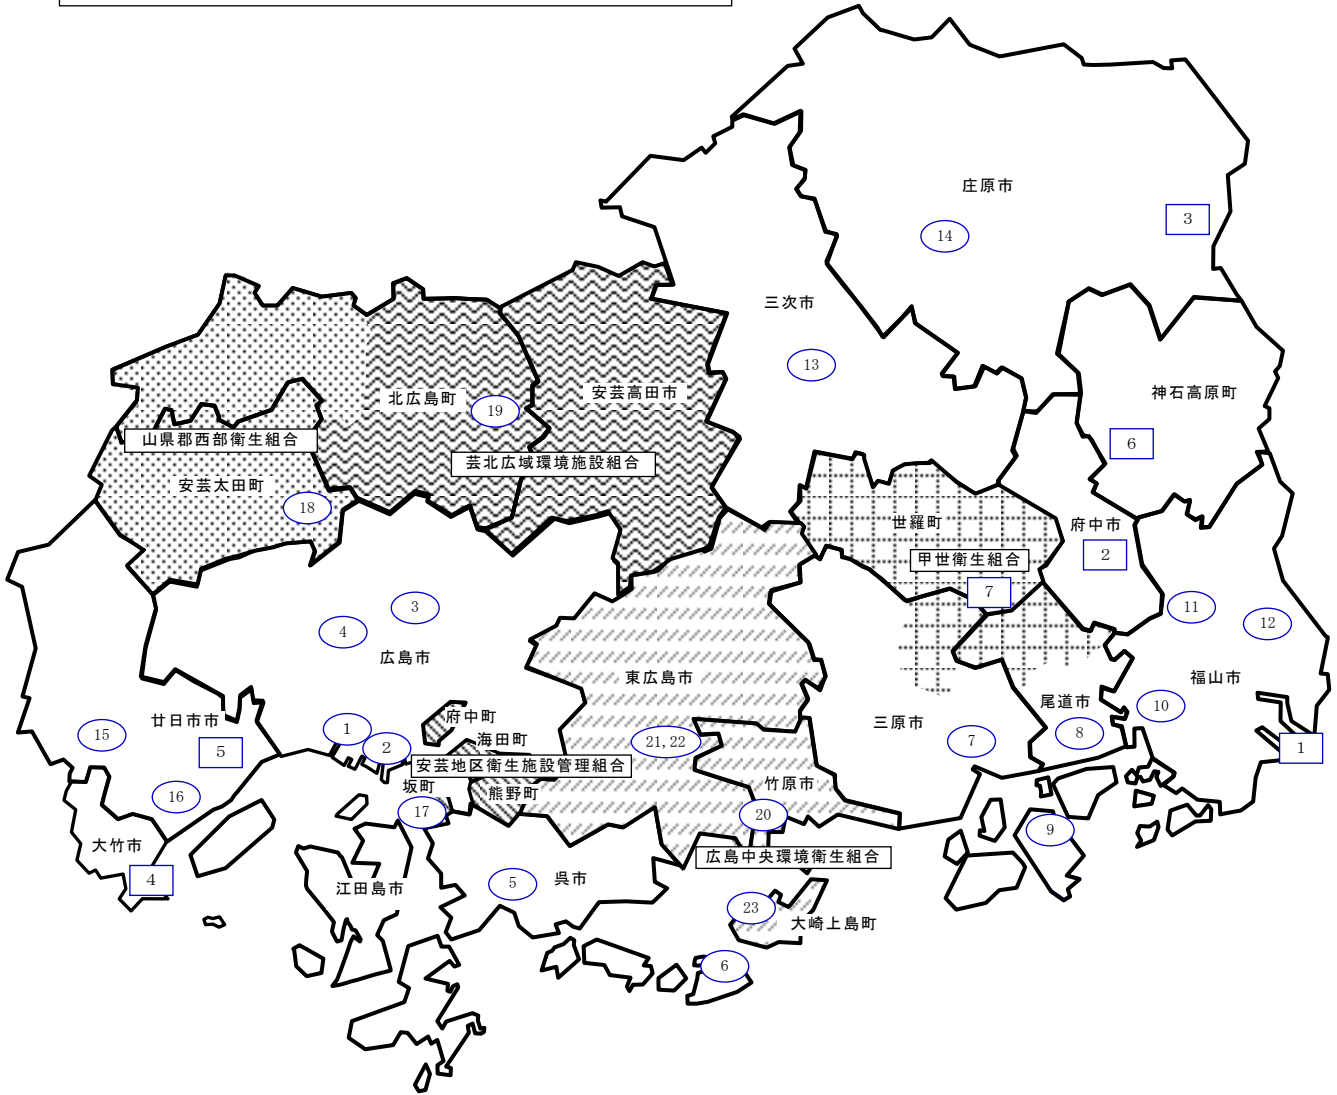 庄原市
3
14
三次市
13
神石高原町
安芸高田市
北広島町
19
6
山県郡西部衛生組合
芸北広域環境施設組合
安芸太田町
18
世羅町
府中市
2
甲世衛生組合
7
3
11
12
4
広島市
東広島市
福山市
尾道市
10
廿日市市
府中町
三原市
15
1
海田町
21,22
7
8
1
5
2
安芸地区衛生施設管理組合
坂町
熊野町
竹原市
16
17
20
9
大竹市
広島中央環境衛生組合
4
江田島市
5
呉市
23
大崎上島町
6